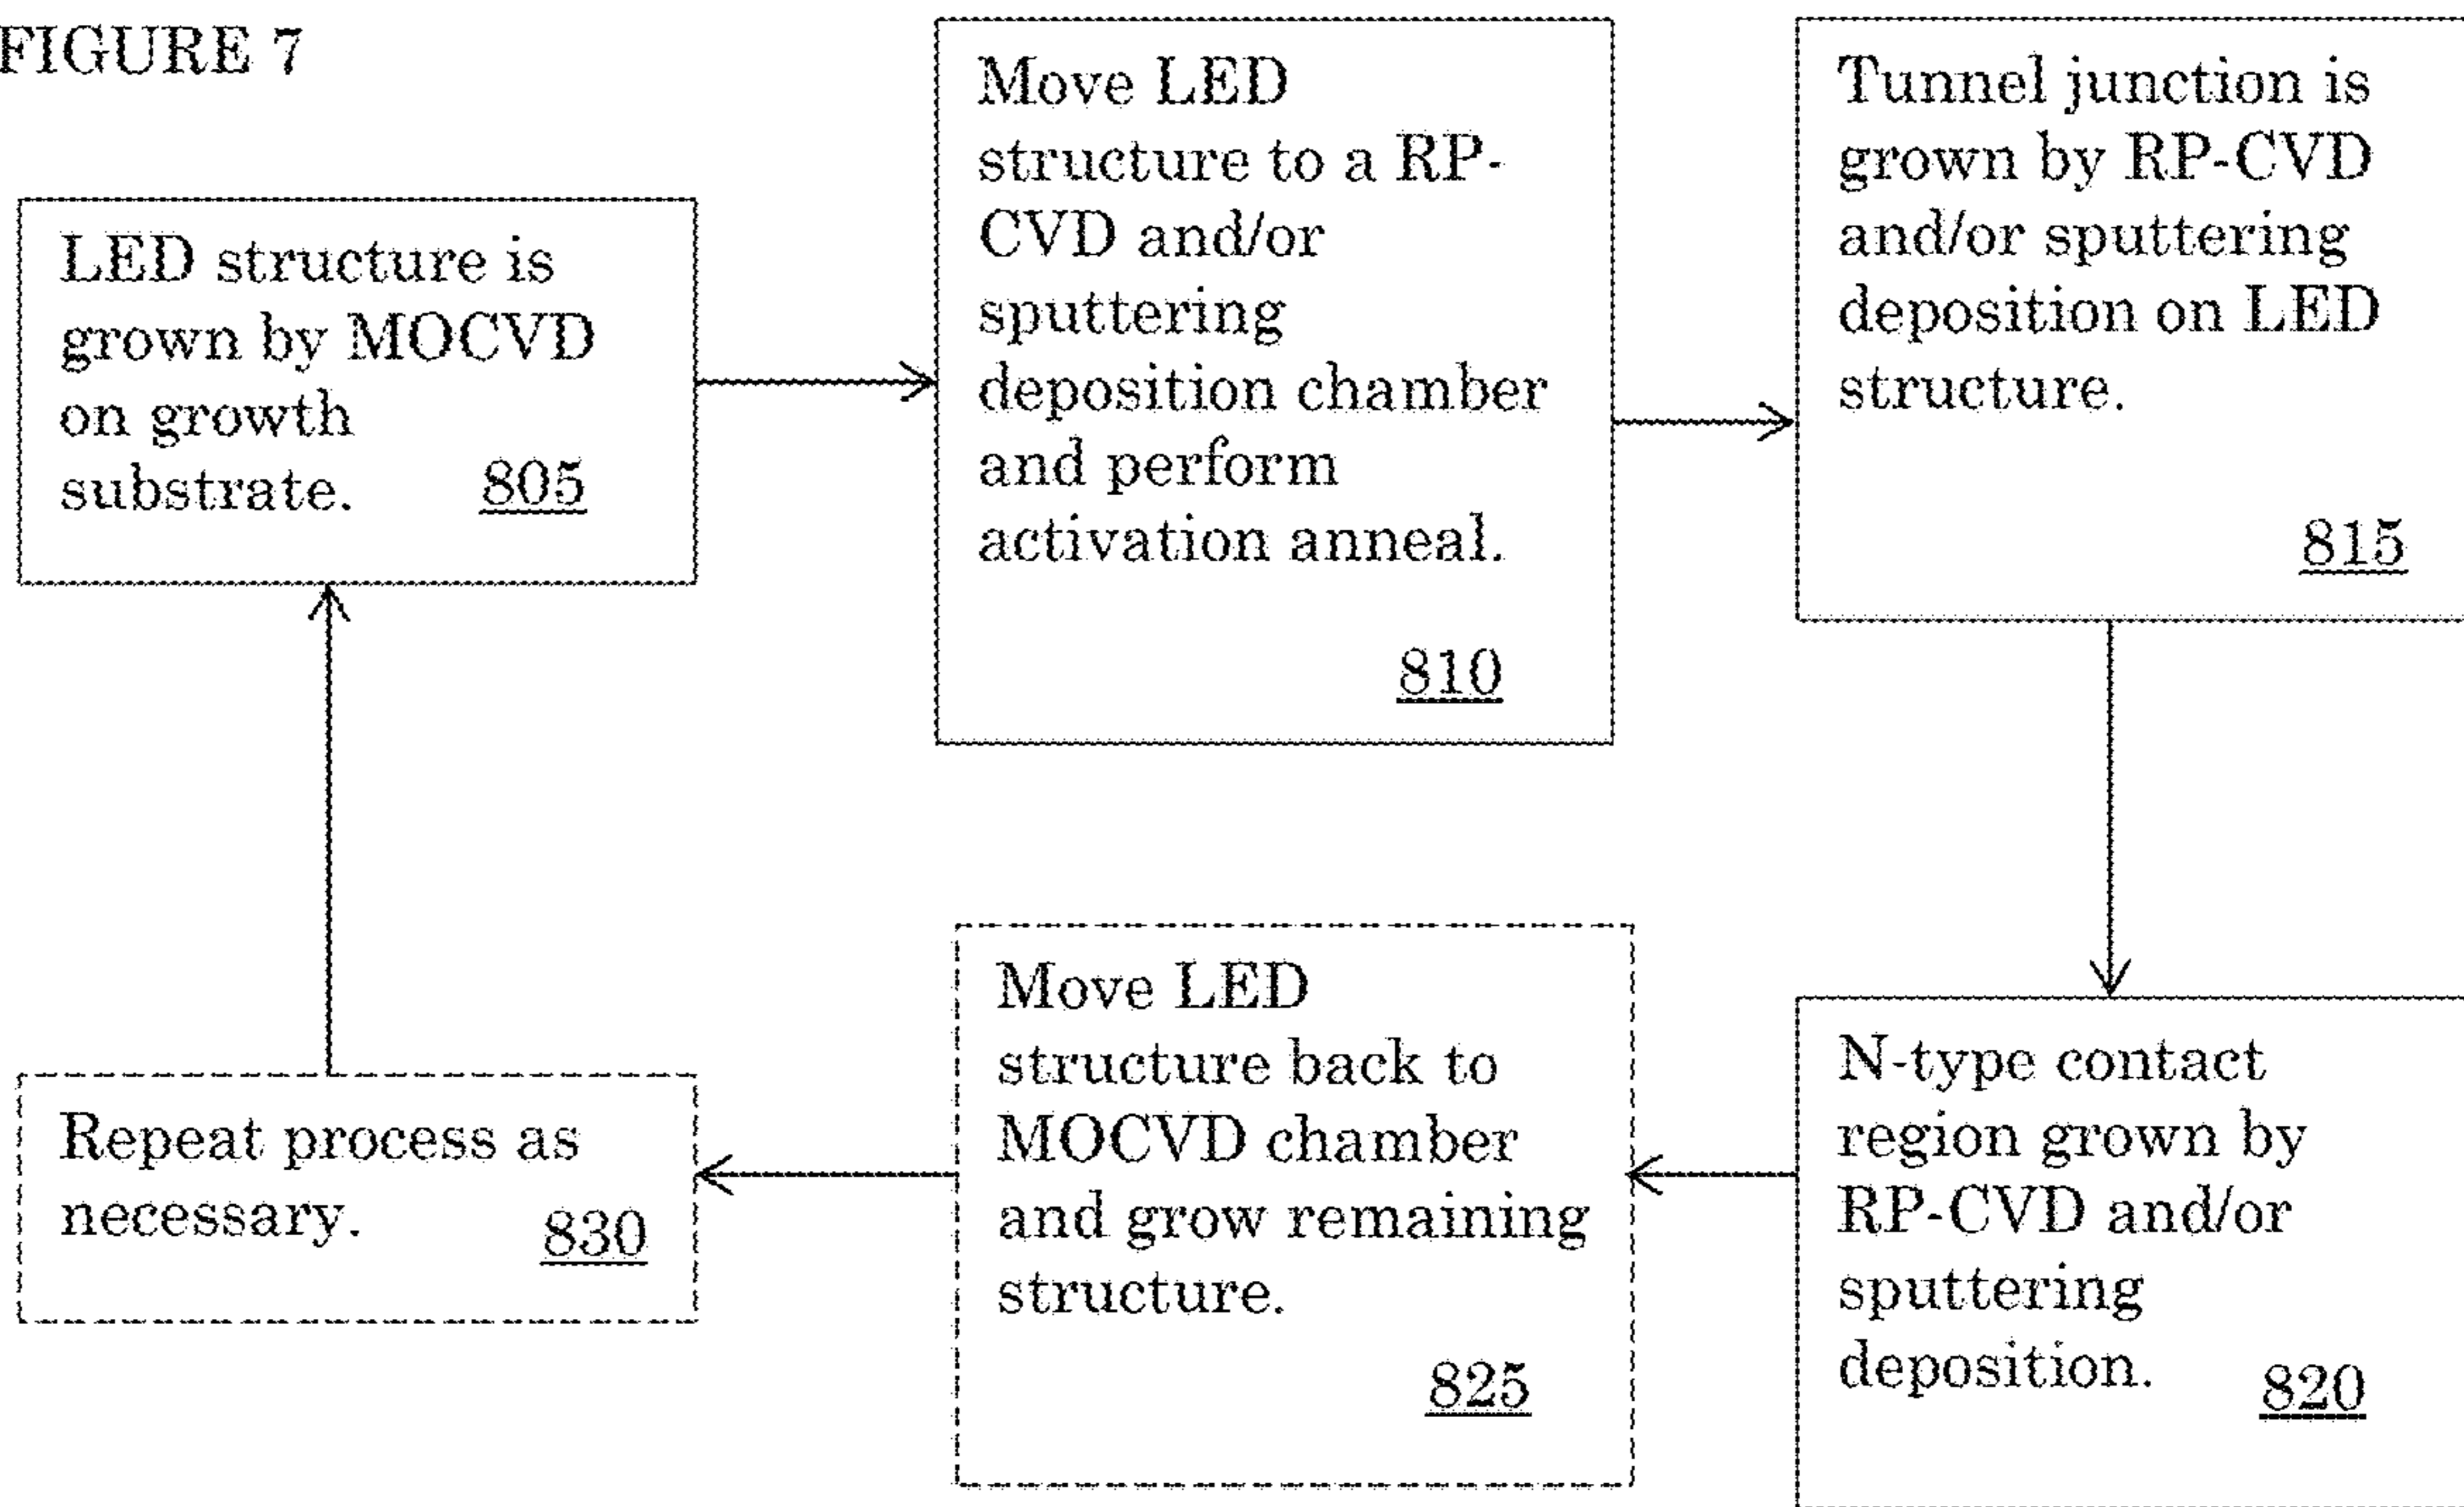 FIGURE 7
LED structure is
grown by MOCVD
on growth
substrate. 805
Move LED
structure to a RP-
CVD and/or
sputtering
deposition chamber
and perform
activation anneal.
810
Tunnel junction is
grown by RP-CVD
and/or sputtering
deposition on LED
structure.
815
N-type contact
region grown by
RP-CVD and/or
sputtering
deposition. 820
Move LED
structure back to
MOCVD chamber
and grow remaining
structure.
825
Repeat process as
necessary. 830